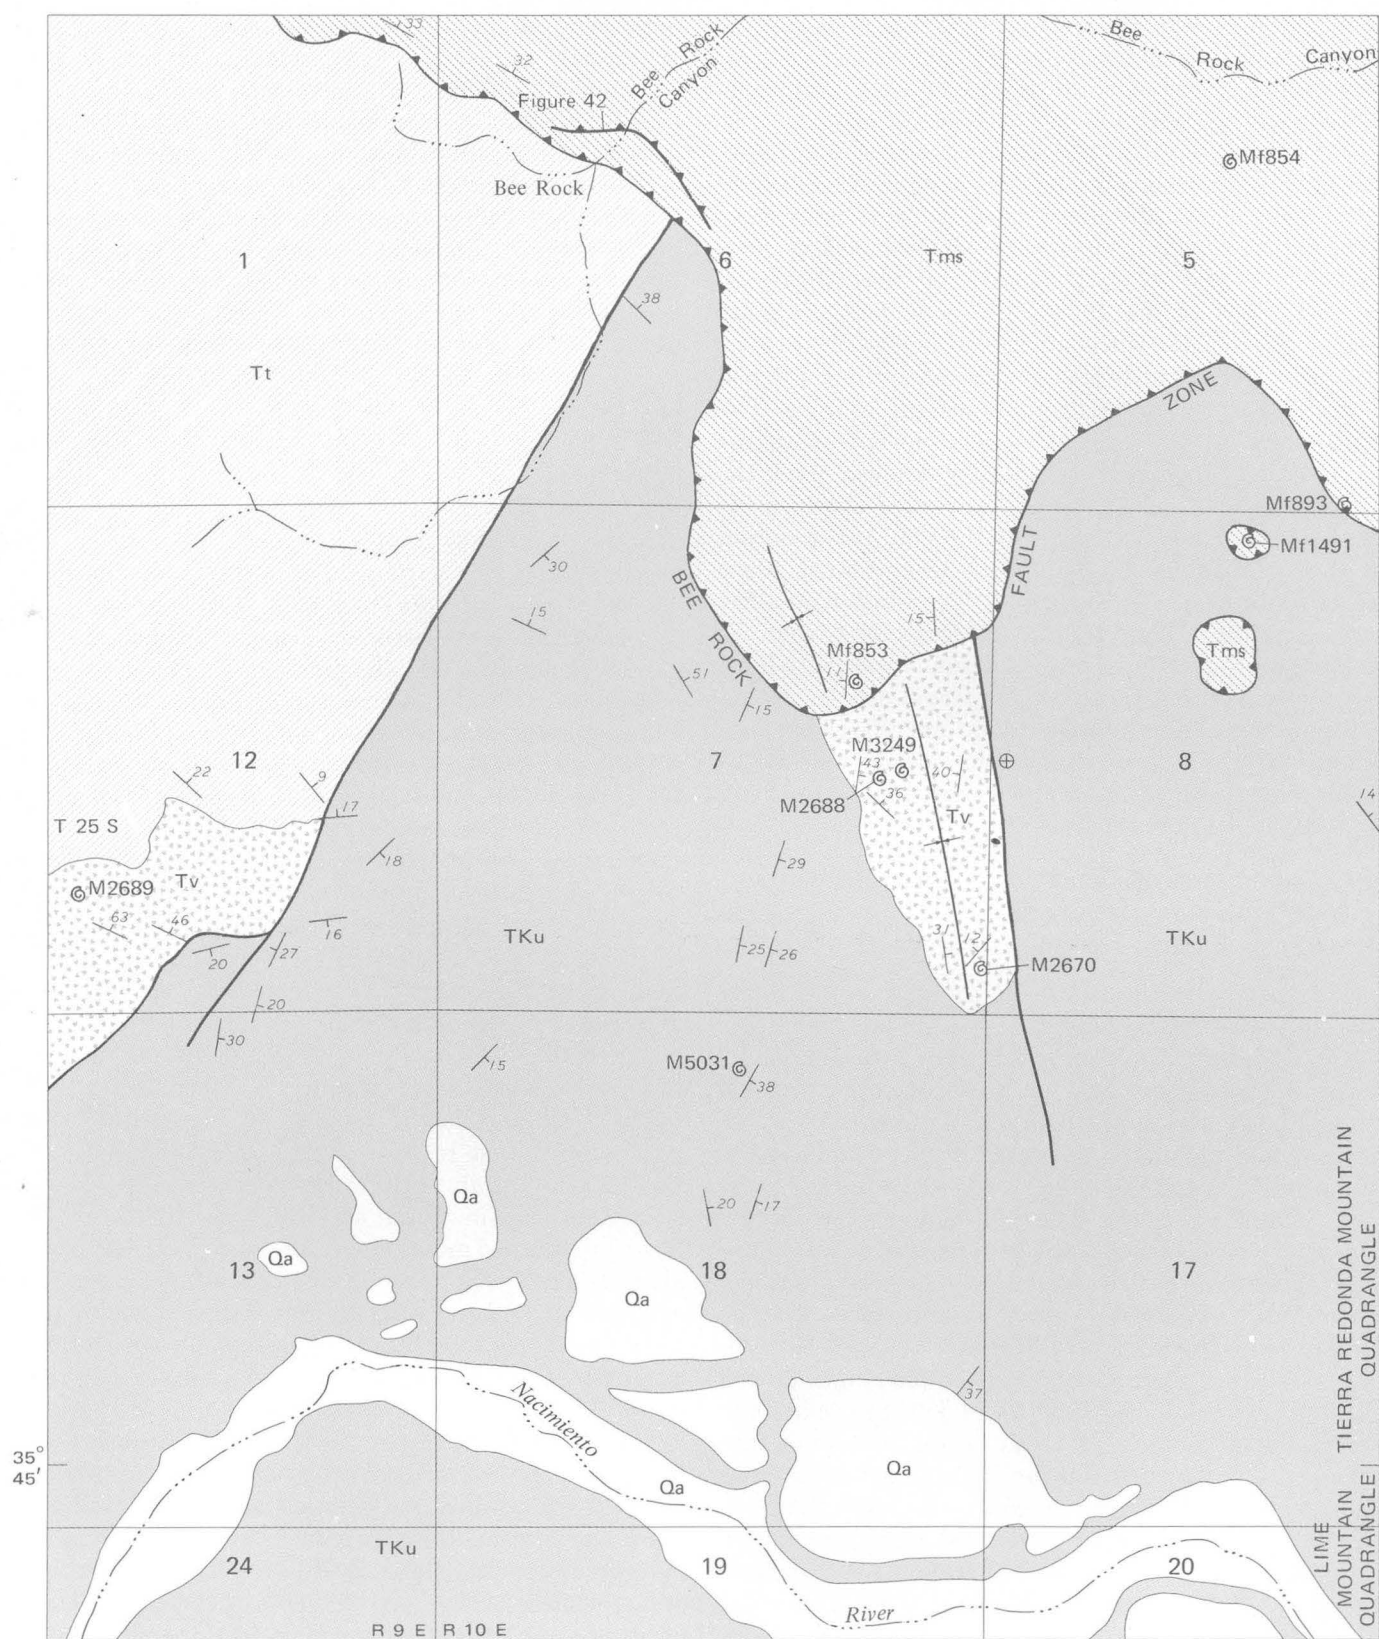 33
32
Bee Rock
Canyon
Bee Rock Canyon
Figure 42
Mf854
Bee Rock
1
6
Tms
5
38
Tt
ZONE
Mf893
Mf1491
30
FAULT
BEE
15
15
ROCK
Mf853
Tms
51
11
15
M3249
12
22
9
7
43
40
8
M2688
36
14
17
Tv
T 25 S
18
29
M2689
Tv
63
46
16
TKu
31
12
TKu
20
27
25
26
M2670
20
30
15
M5031
38
Qa
20
17
13
Qa
18
17
Qa
37
Nacimiento
35°
45′
Qa
Qa
TKu
24
19
20
River
R 9 E
R 10 E
TIERRA REDONDA MOUNTAIN
QUADRANGLE
LIME
MOUNTAIN
QUADRANGLE